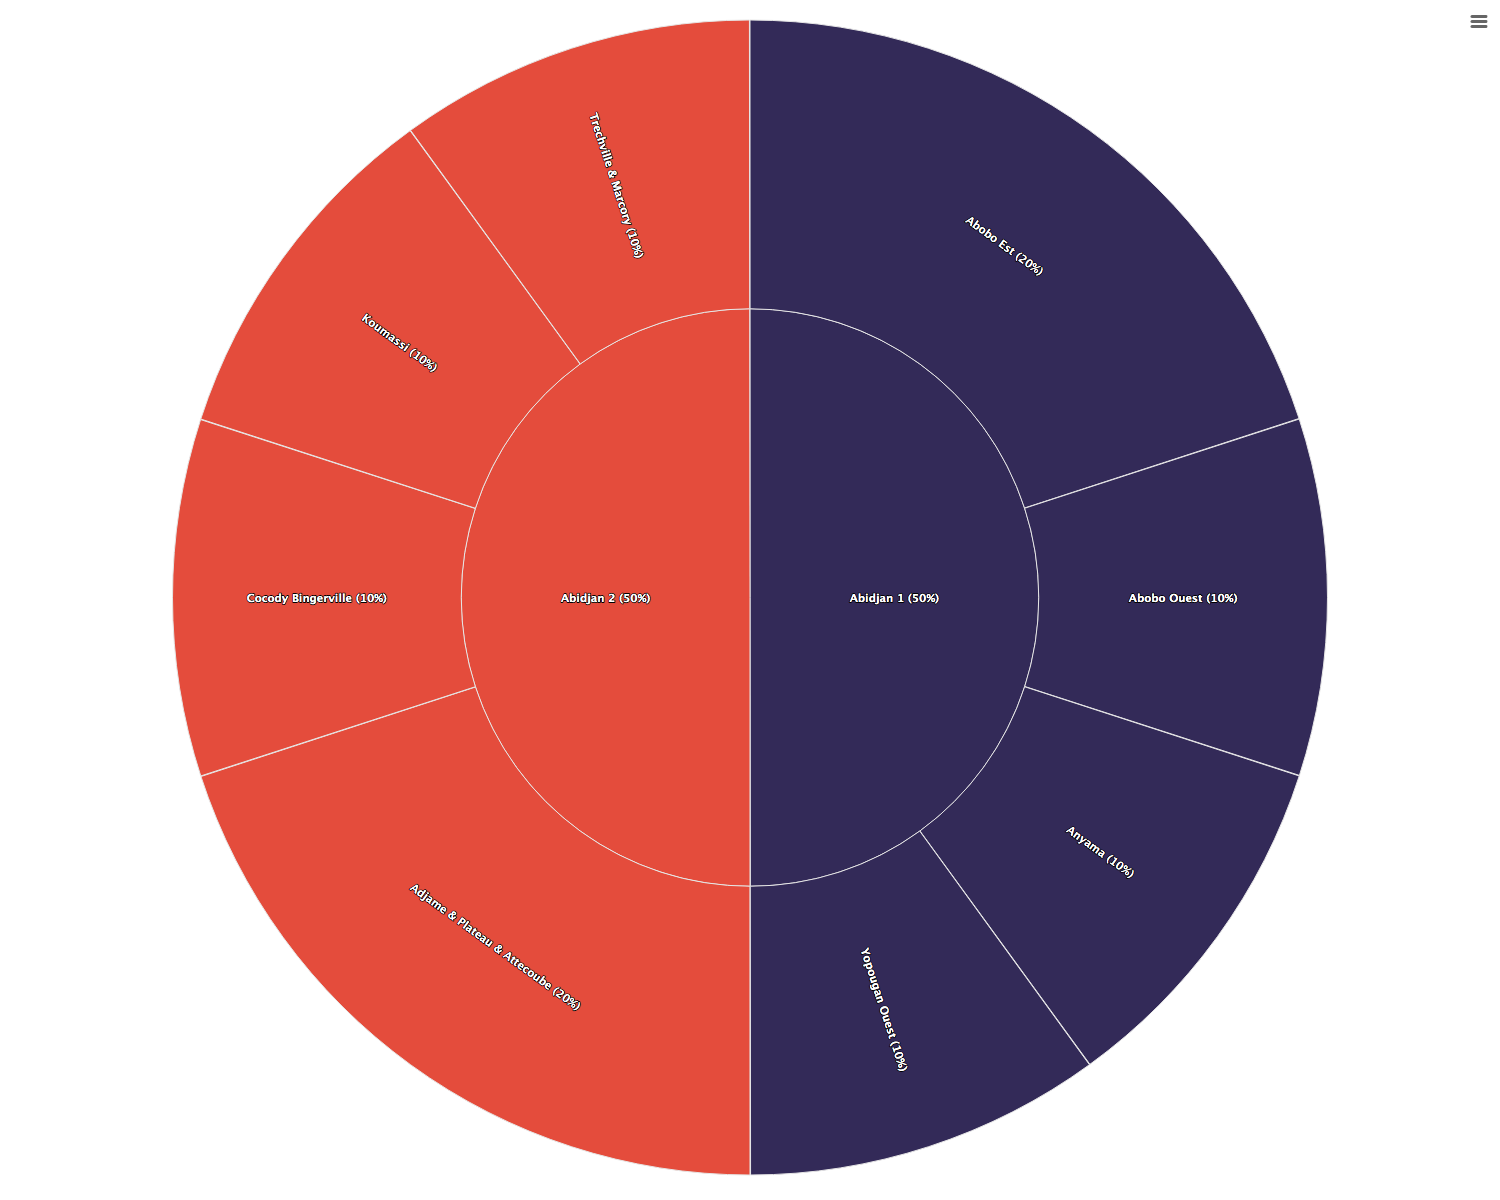 Trechville & Marcory (10%)
Abobo Est (20%)
Koumassi (10%)
Cocody Bingerville (10%)
Abidjan 2 (50%)
Abidjan 1 (50%)
Abobo Ouest (10%)
Anyama (10%)
Adjame & Plateau & Attecoube (20%)
Yopougan Ouest (10%)